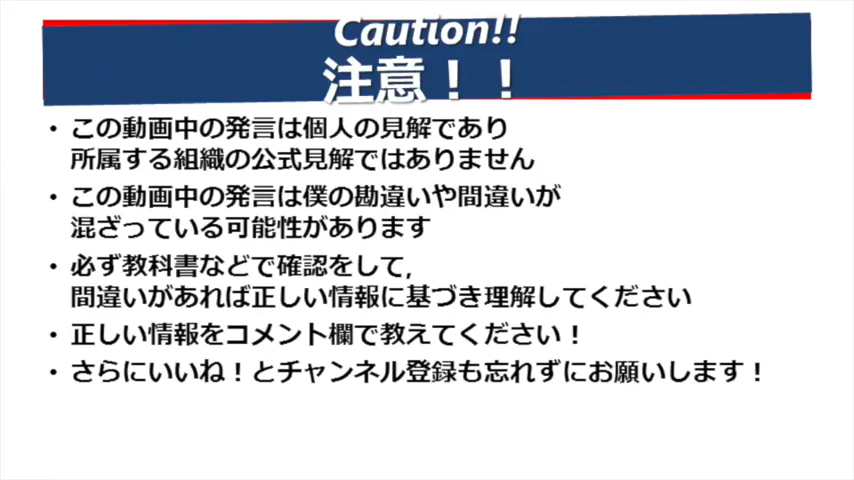 Caution!!
注意！！
・この動画中の発言は個人の見解であり
所属する組織の公式見解ではありません
・この動画中の発言は僕の勘違いや間違いが
混ざっている可能性があります
・必ず教科書などで確認をして,
間違いがあれば正しい情報に基づき理解してください
・正しい情報をコメント欄で教えてください！
・さらにいいね！とチャンネル登録も忘れずにお願いします！